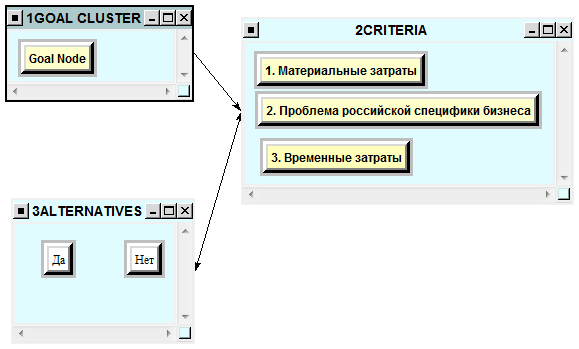 1GOAL CLUSTER
Goal Node
2CRITERIA
1. Материальные затраты
2. Проблема российской специфики бизнеса
3. Временные затраты
3ALTERNATIVES
Да
Нет